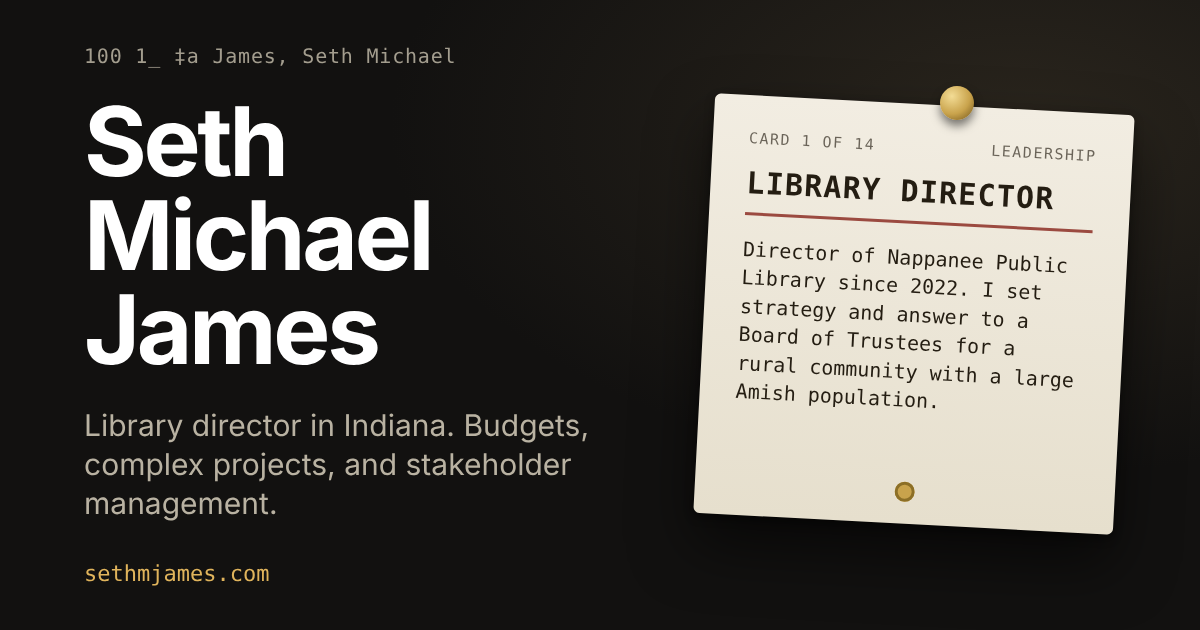 100 1_ ‡a James, Seth Michael
Seth
Michael
James
Library director in Indiana. Budgets,
complex projects, and stakeholder
management.
sethmjames.com
CARD 1 OF 14
LEADERSHIP
LIBRARY DIRECTOR
Director of Nappanee Public
Library since 2022. I set
strategy and answer to a
Board of Trustees for a
rural community with a large
Amish population.